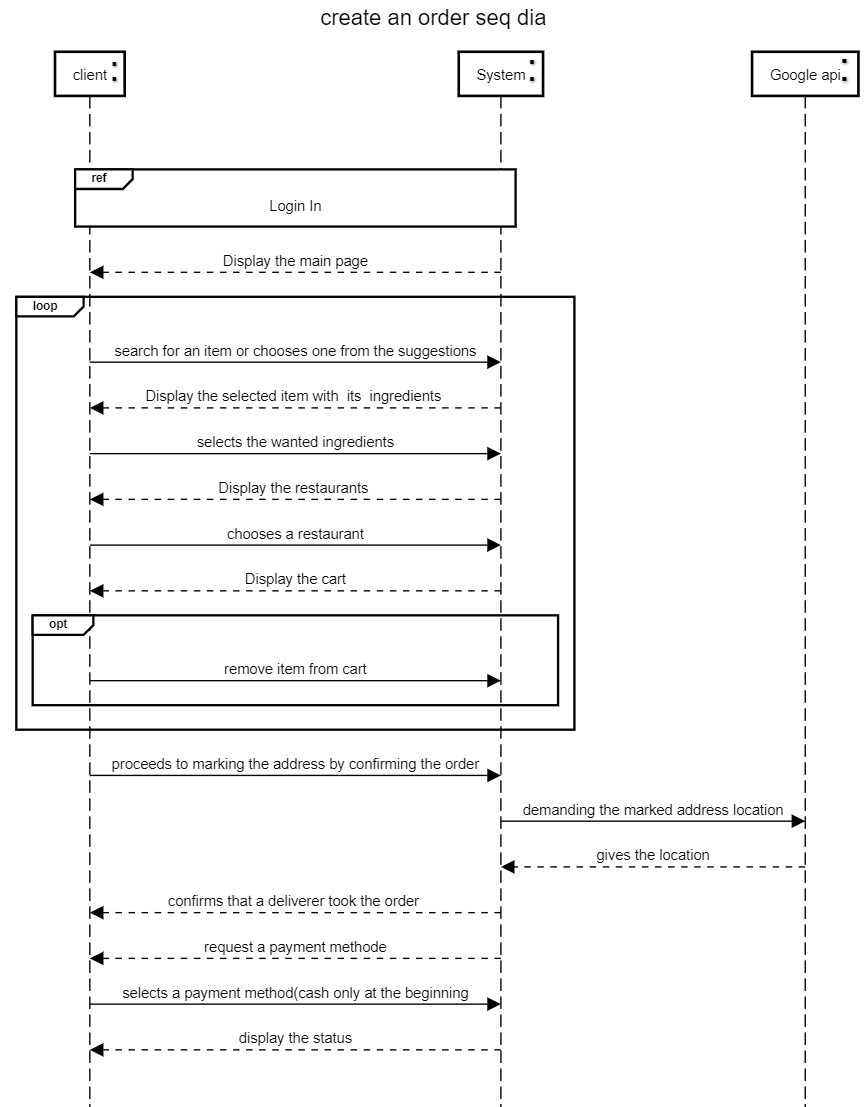 create an order seq dia
client :
System :
Google api :
ref
Login In
Display the main page
loop
search for an item or chooses one from the suggestions
Display the selected item with  its  ingredients
selects the wanted ingredients
Display the restaurants
chooses a restaurant
Display the cart
opt
remove item from cart
proceeds to marking the address by confirming the order
demanding the marked address location
gives the location
confirms that a deliverer took the order
request a payment methode
selects a payment method(cash only at the beginning
display the status